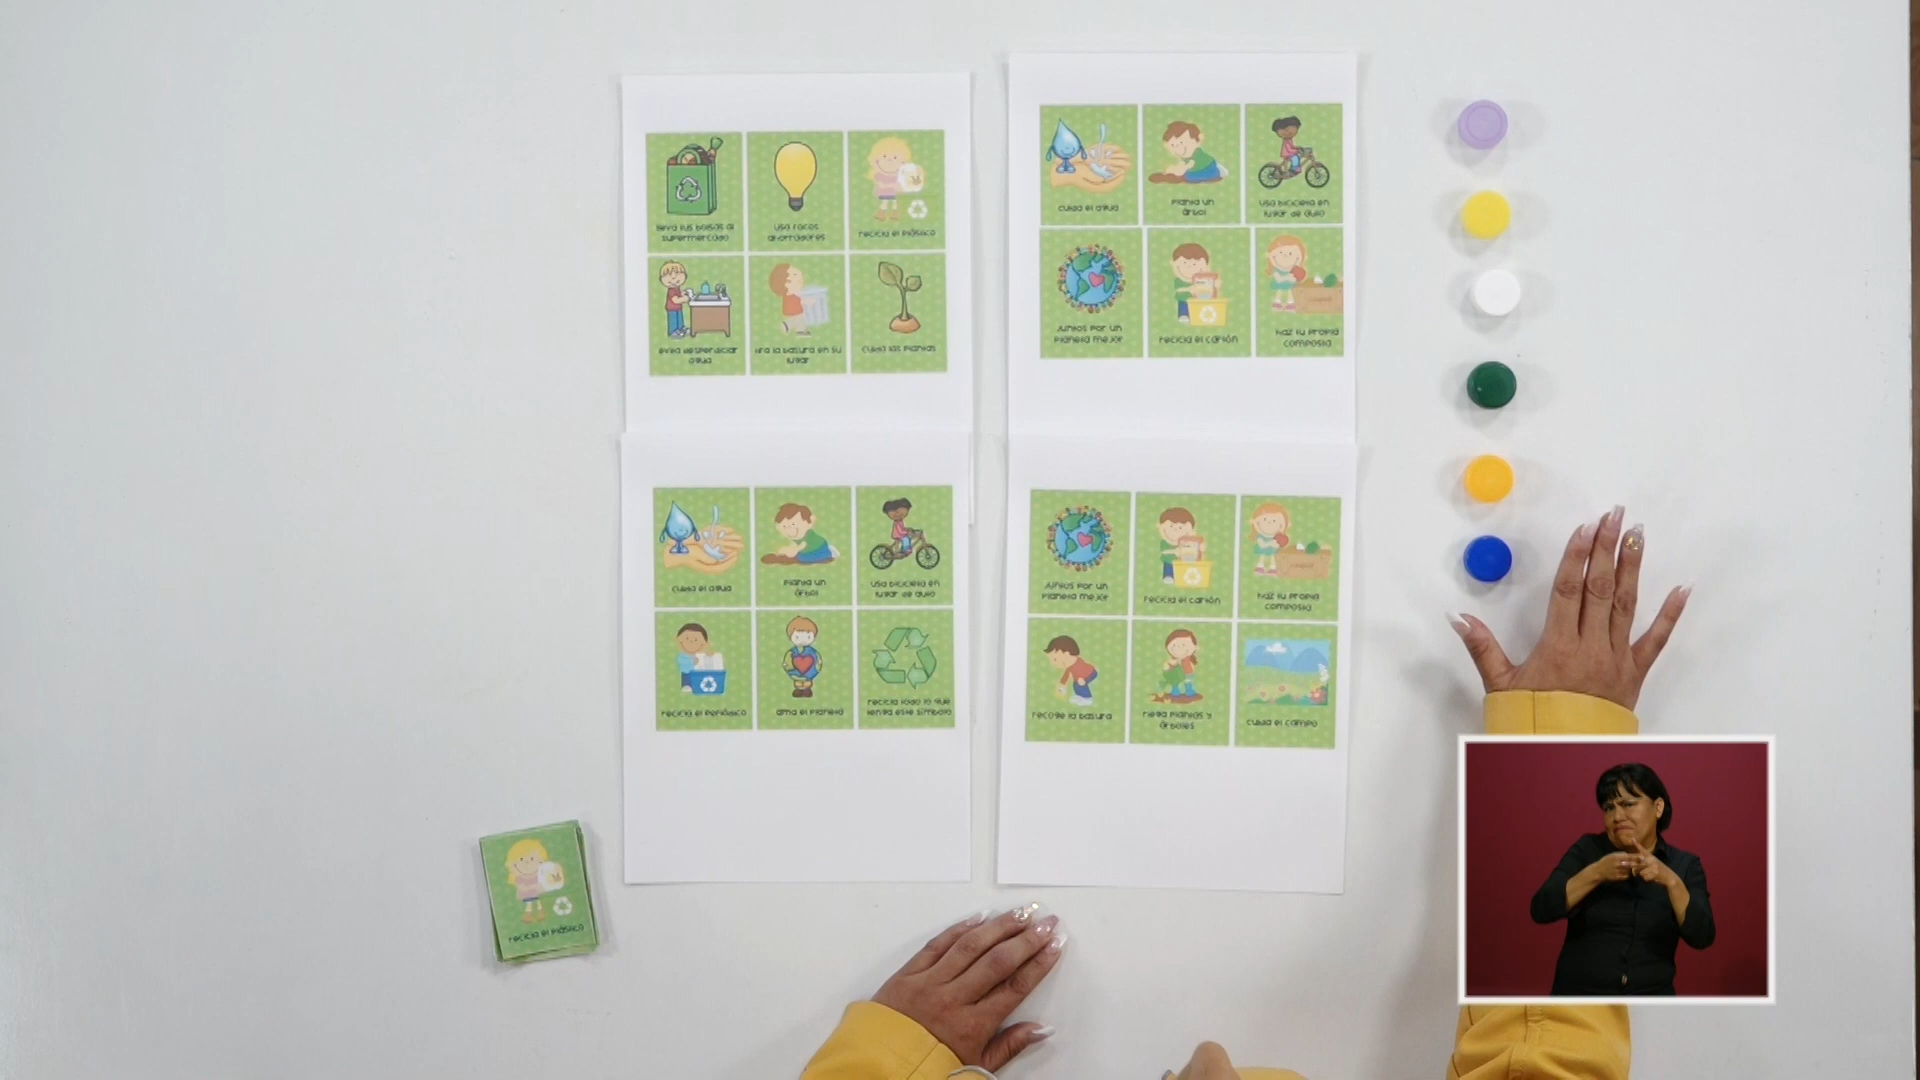 lleva tus bolsas al
supermercado
usa focos
ahorradores
recicla el plástico
evita desperdiciar
agua
tira la basura en su
lugar
cuida las plantas
cuida el agua
planta un
árbol
usa bicicleta en
lugar de auto
juntos por un
planeta mejor
recicla el cartón
haz tu propia
composta
cuida el agua
planta un
árbol
usa bicicleta en
lugar de auto
recicla el periódico
ama el planeta
recicla todo lo que
tenga este símbolo
juntos por un
planeta mejor
recicla el cartón
haz tu propia
composta
recoge la basura
riega plantas y
árboles
cuida el campo
recicla el plástico